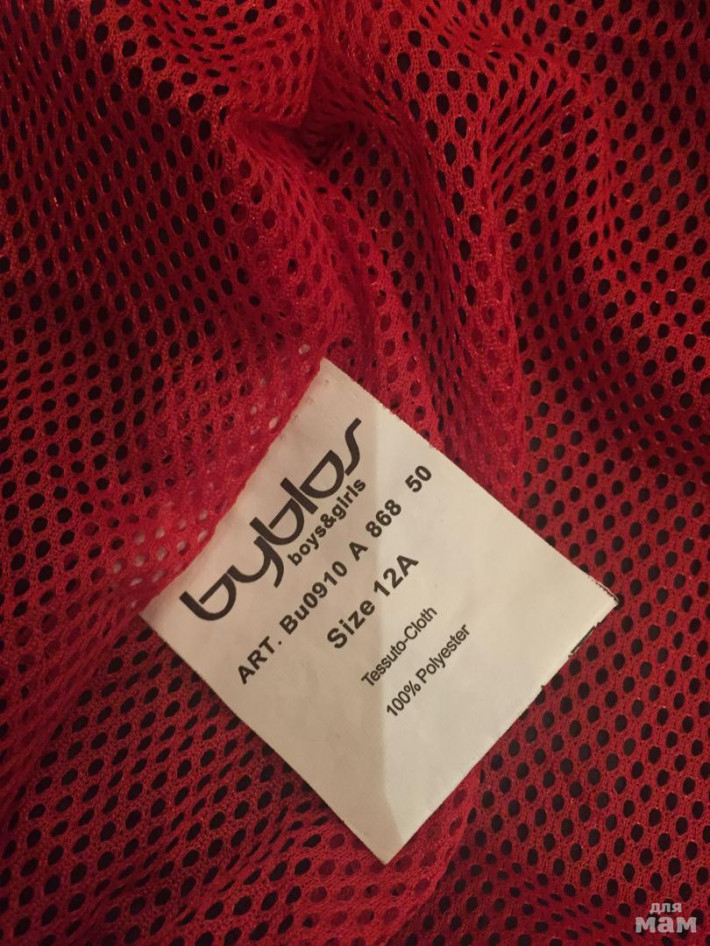 byblos
boys&girls
ART. Bu0910 A 868 50
Size 12A
Tessuto-Cloth
100% Polyester
для
мам